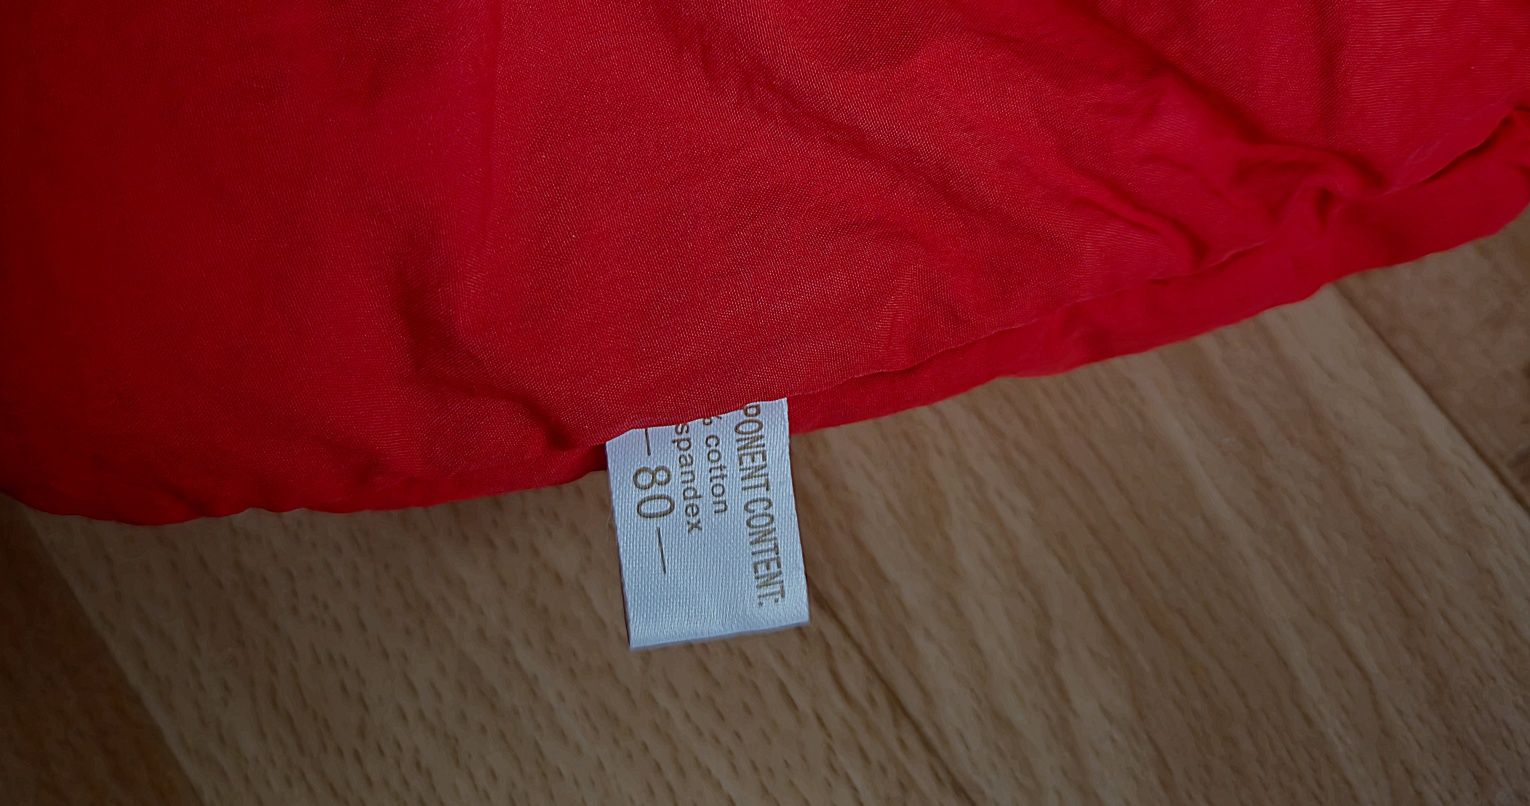 PONENT CONTENT:
% cotton
spandex
—80—